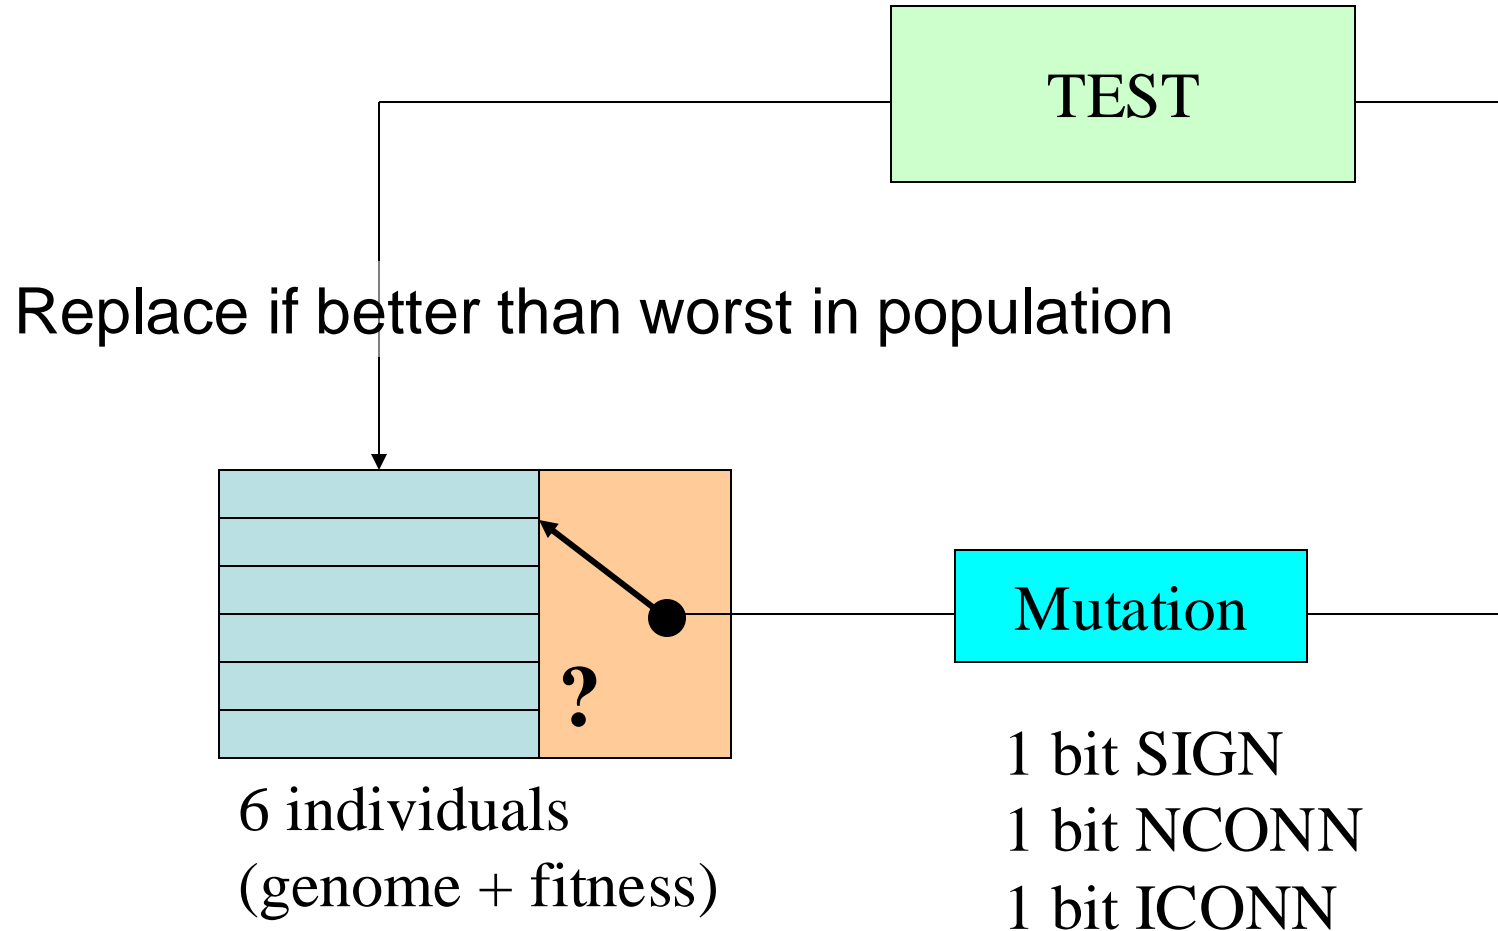 TEST
Replace if better than worst in population
?
Mutation
6 individuals
(genome + fitness)
1 bit SIGN
1 bit NCONN
1 bit ICONN